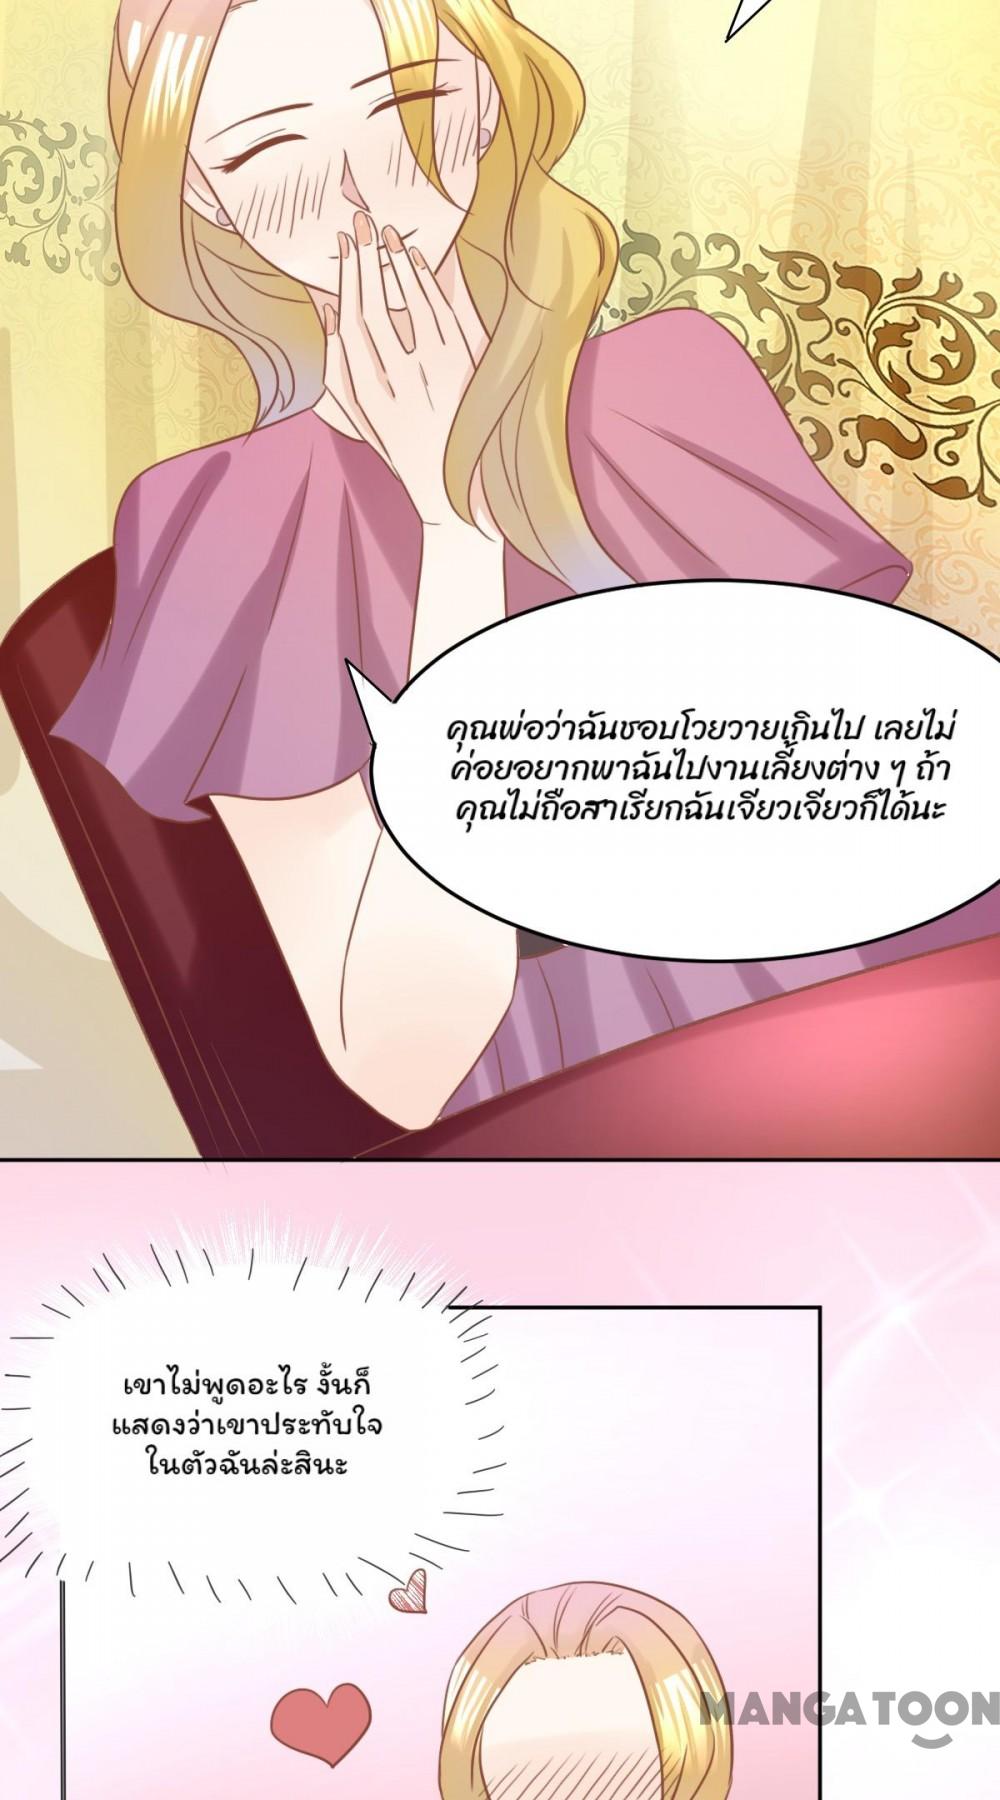 คุณพ่อว่าฉันชอบโวยวายเกินไป เลยไม่
ค่อยอยากพาฉันไปงานเลี้ยงต่าง ๆ ถ้า
คุณไม่ถือสาเรียกฉันเจียวเจียวก็ได้นะ
เขาไม่พูดอะไร งั้นก็
แสดงว่าเขาประทับใจ
ในตัวฉันล่ะสินะ
MANGATOON